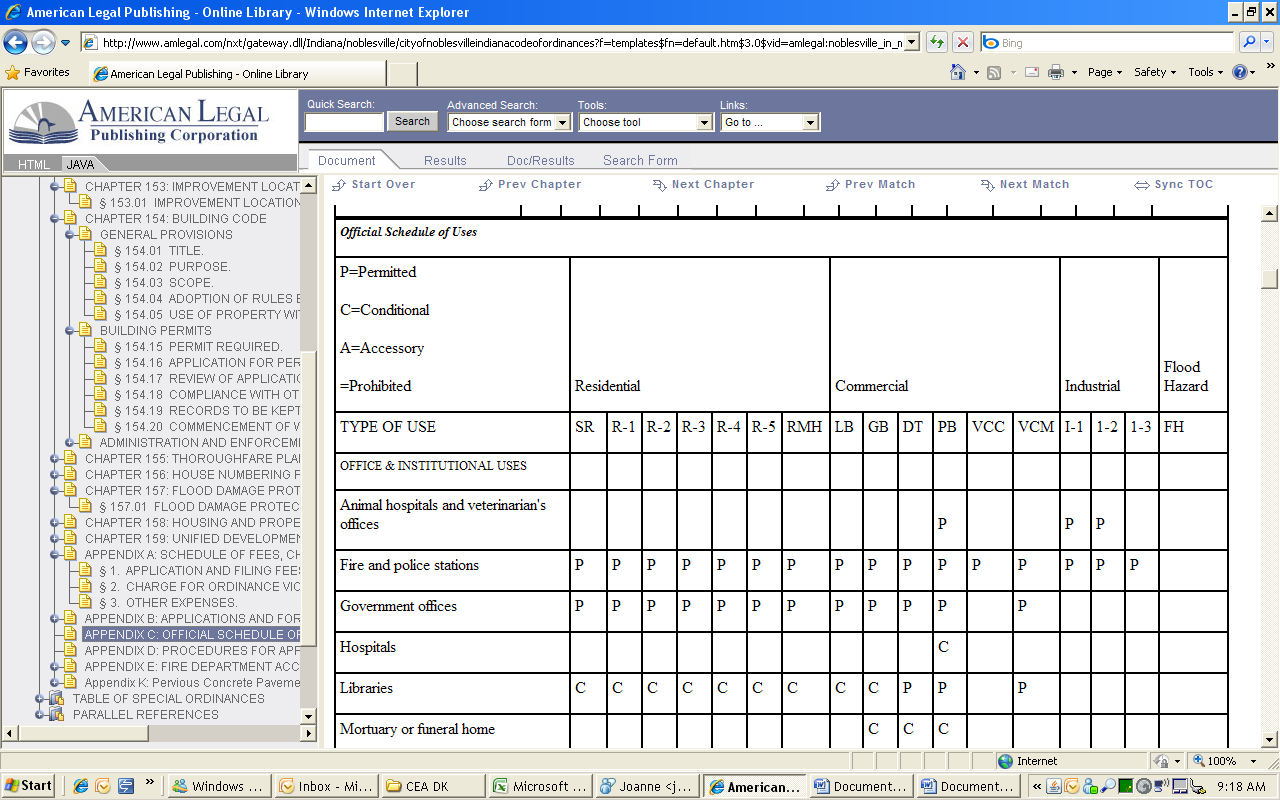 American Legal Publishing - Online Library - Windows Internet Explorer
http://www.amlegal.com/nxt/gateway.dll/Indiana/noblesville/cityofnoblesvilleindianacodeofordinances?f=templates$fn=default.htm$3.0$vid=amlegal:noblesville_in_n
Bing
Favorites American Legal Publishing - Online Library Page Safety Tools
AMERICAN LEGAL
Publishing Corporation
HTML JAVA
Quick Search: Advanced Search: Tools: Links:
Search Choose search form Choose tool Go to ...
Document Results Doc/Results Search Form
Start Over Prev Chapter Next Chapter Prev Match Next Match Sync TOC
CHAPTER 153: IMPROVEMENT LOCAT
§ 153.01 IMPROVEMENT LOCATION
CHAPTER 154: BUILDING CODE
GENERAL PROVISIONS
§ 154.01 TITLE.
§ 154.02 PURPOSE.
§ 154.03 SCOPE.
§ 154.04 ADOPTION OF RULES B
§ 154.05 USE OF PROPERTY WI
BUILDING PERMITS
§ 154.15 PERMIT REQUIRED.
§ 154.16 APPLICATION FOR PER
§ 154.17 REVIEW OF APPLICATIO
§ 154.18 COMPLIANCE WITH OT
§ 154.19 RECORDS TO BE KEPT
§ 154.20 COMMENCEMENT OF V
ADMINISTRATION AND ENFORCEM
CHAPTER 155: THOROUGHFARE PLA
CHAPTER 156: HOUSE NUMBERING F
CHAPTER 157: FLOOD DAMAGE PROT
§ 157.01 FLOOD DAMAGE PROTEC
CHAPTER 158: HOUSING AND PROPE
CHAPTER 159: UNIFIED DEVELOPMEN
APPENDIX A: SCHEDULE OF FEES, CH
§ 1. APPLICATION AND FILING FEES
§ 2. CHARGE FOR ORDINANCE VIO
§ 3. OTHER EXPENSES.
APPENDIX B: APPLICATIONS AND FOR
APPENDIX C: OFFICIAL SCHEDULE OF
APPENDIX D: PROCEDURES FOR APP
APPENDIX E: FIRE DEPARTMENT ACC
Appendix K: Pervious Concrete Paveme
TABLE OF SPECIAL ORDINANCES
PARALLEL REFERENCES
Official Schedule of Uses
P=Permitted
C=Conditional
A=Accessory
=Prohibited
Residential
Commercial
Industrial
Flood
Hazard
TYPE OF USE SR R-1 R-2 R-3 R-4 R-5 RMH LB GB DT PB VCC VCM I-1 1-2 1-3 FH
OFFICE & INSTITUTIONAL USES
Animal hospitals and veterinarian's
offices P P P
Fire and police stations P P P P P P P P P P P P P P P P
Government offices P P P P P P P P P P P P
Hospitals C
Libraries C C C C C C C C C P P P
Mortuary or funeral home C C C
Internet 100%
Start Windows ... Inbox - Mi... CEA DK Microsoft ... Joanne <j... American... Document... Document... 9:18 AM